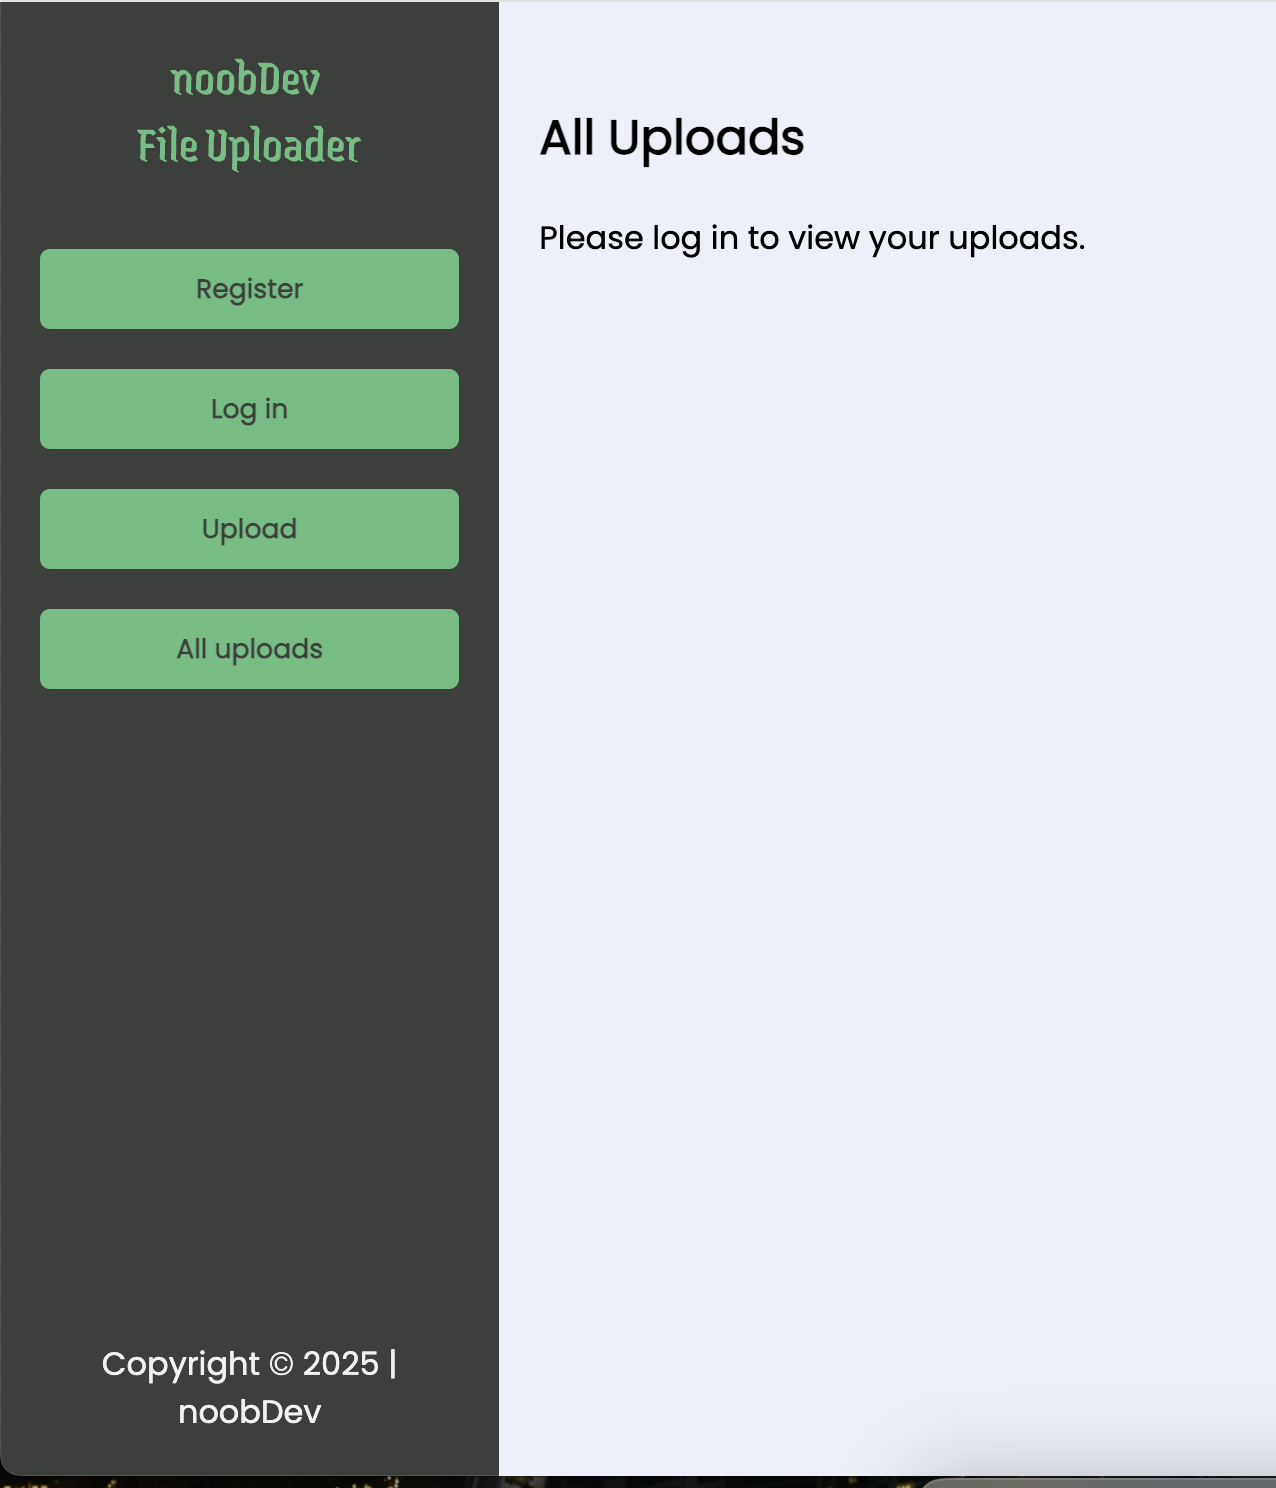 noobDev
File Uploader
Register
Log in
Upload
All uploads
Copyright © 2025 |
noobDev
All Uploads
Please log in to view your uploads.